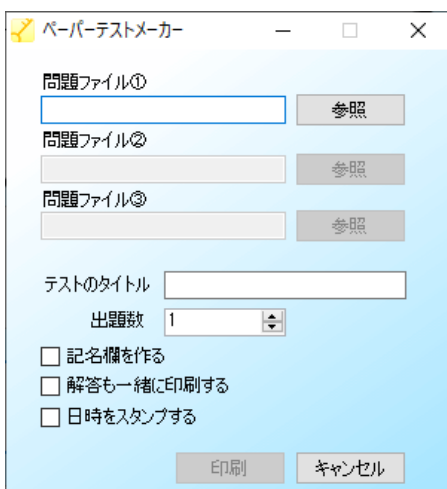 ペーパーテストメーカー
問題ファイル①
参照
問題ファイル②
参照
問題ファイル③
参照
テストのタイトル
出題数 1
記名欄を作る
解答も一緒に印刷する
日時をスタンプする
印刷 キャンセル